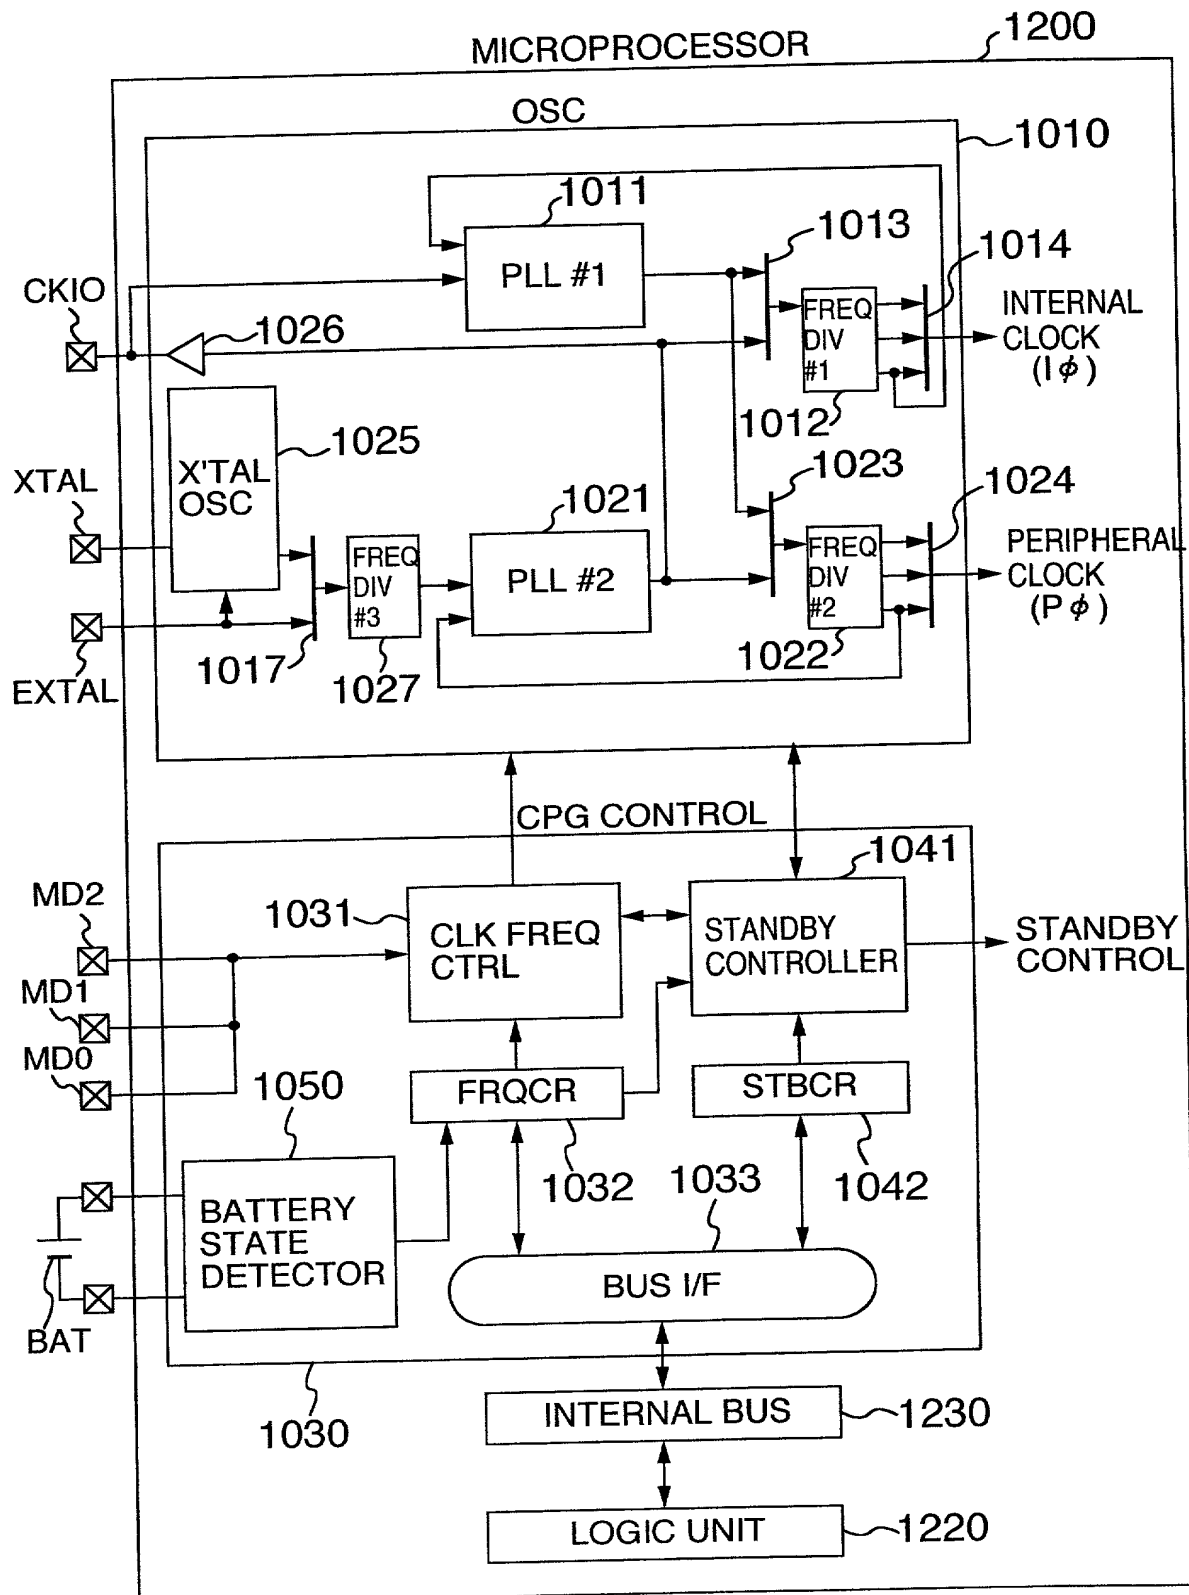 MICROPROCESSOR
1200
OSC
1010
1011
PLL #1
1013
1014
CKIO
1026
FREQ
DIV
#1
1012
INTERNAL
CLOCK
(Iϕ)
X'TAL
OSC
1025
XTAL
1021
PLL #2
1023
1024
FREQ
DIV
#3
1027
1017
EXTAL
FREQ
DIV
#2
1022
PERIPHERAL
CLOCK
(Pϕ)
CPG CONTROL
1041
MD2
1031
CLK FREQ
CTRL
STANDBY
CONTROLLER
STANDBY
CONTROL
MD1
MD0
1050
FRQCR
1032
STBCR
1042
1033
BATTERY
STATE
DETECTOR
BUS I/F
BAT
1030
INTERNAL BUS
1230
LOGIC UNIT
1220